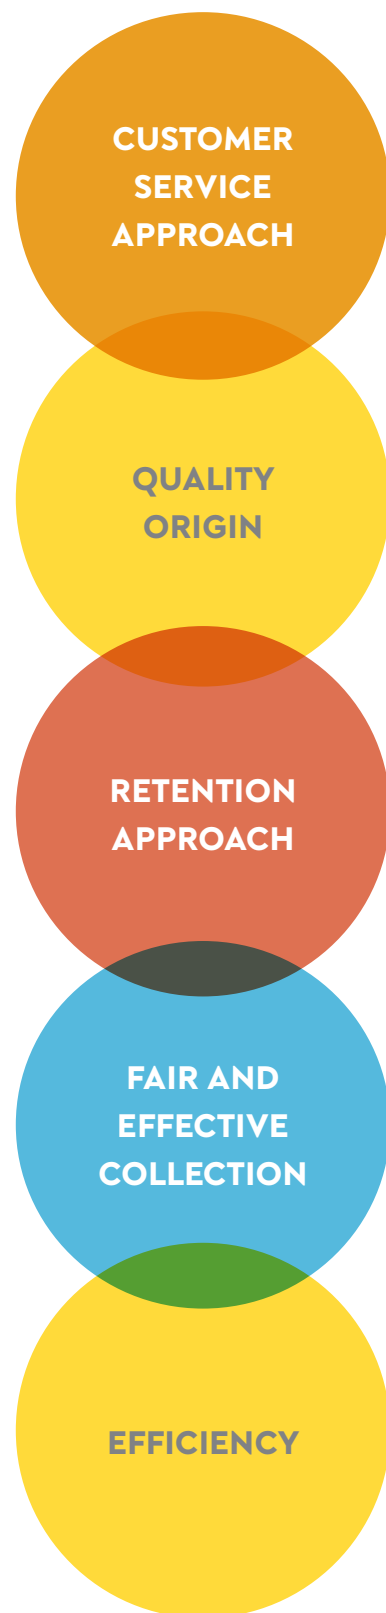 CUSTOMER
SERVICE
APPROACH
QUALITY
ORIGIN
RETENTION
APPROACH
FAIR AND
EFFECTIVE
COLLECTION
EFFICIENCY